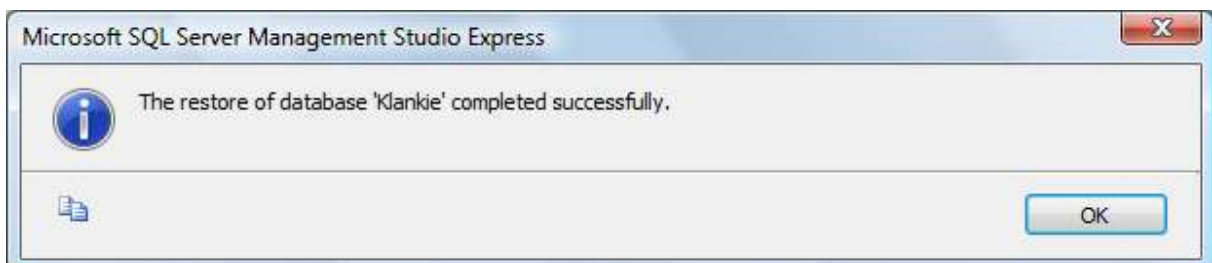 Microsoft SQL Server Management Studio Express
The restore of database 'Klankie' completed successfully.
OK